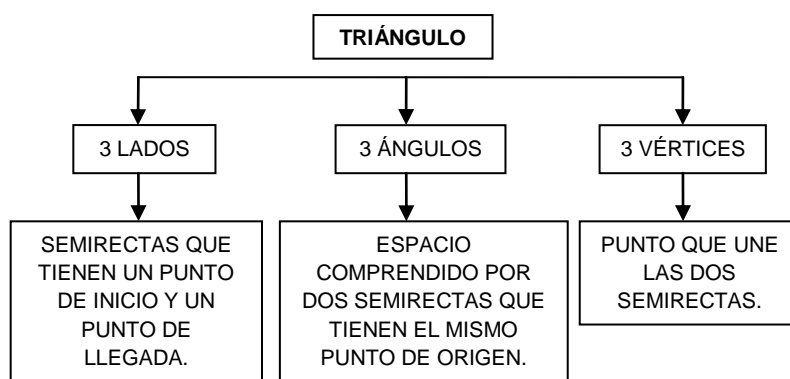 TRIÁNGULO
3 LADOS
3 ÁNGULOS
3 VÉRTICES
SEMIRECTAS QUE
TIENEN UN PUNTO
DE INICIO Y UN
PUNTO DE
LLEGADA.
ESPACIO
COMPRENDIDO POR
DOS SEMIRECTAS QUE
TIENEN EL MISMO
PUNTO DE ORIGEN.
PUNTO QUE UNE
LAS DOS
SEMIRECTAS.